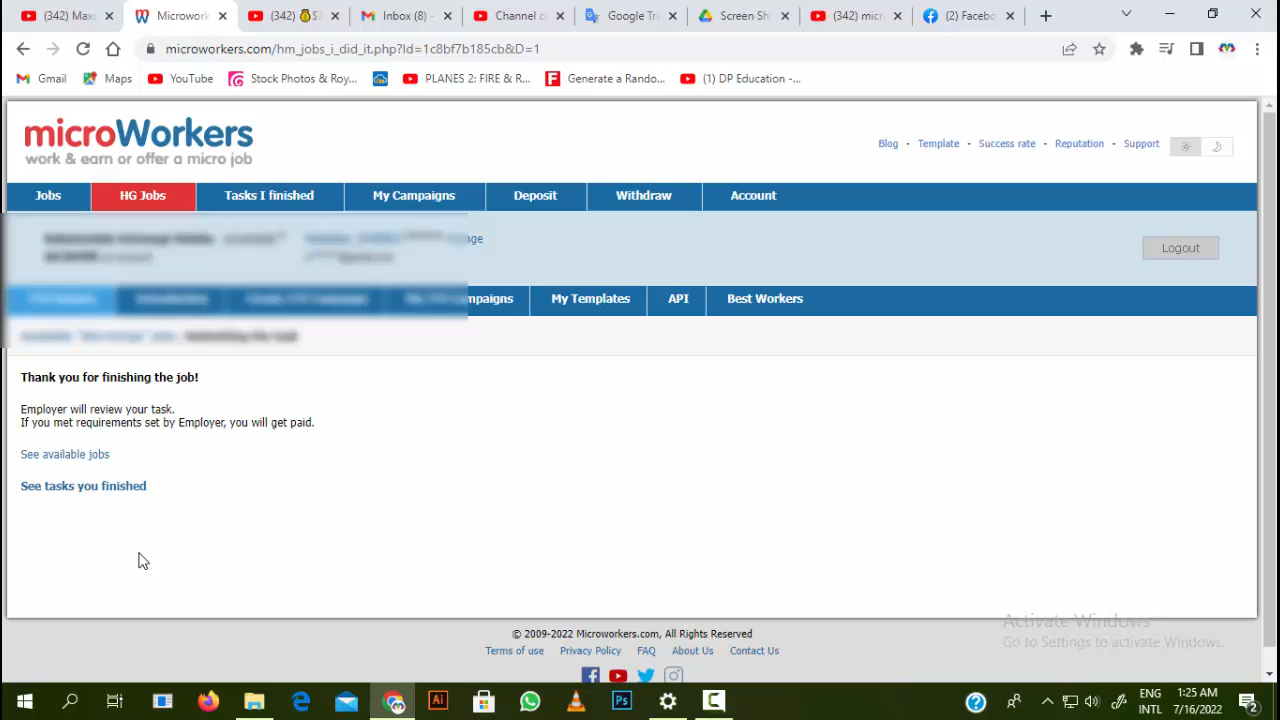 (342) Max
Microwork
(342) 💰$2
Inbox (8) -
Channel c
Google Tra
Screen Sh
(342) micr
(2) Facebo
microworkers.com/hm_jobs_i_did_it.php?Id=1c8bf7b185cb&D=1
Gmail
Maps
YouTube
Stock Photos & Roy...
PLANES 2: FIRE & R...
Generate a Rando...
(1) DP Education -...
microWorkers
work & earn or offer a micro job
Blog - Template - Success rate - Reputation - Support
Jobs
HG Jobs
Tasks I finished
My Campaigns
Deposit
Withdraw
Account
Logout
My Templates
API
Best Workers
Thank you for finishing the job!
Employer will review your task.
If you met requirements set by Employer, you will get paid.
See available jobs
See tasks you finished
Activate Windows
Go to Settings to activate Windows.
© 2009-2022 Microworkers.com, All Rights Reserved
Terms of use Privacy Policy FAQ About Us Contact Us
ENG
INTL
1:25 AM
7/16/2022
2